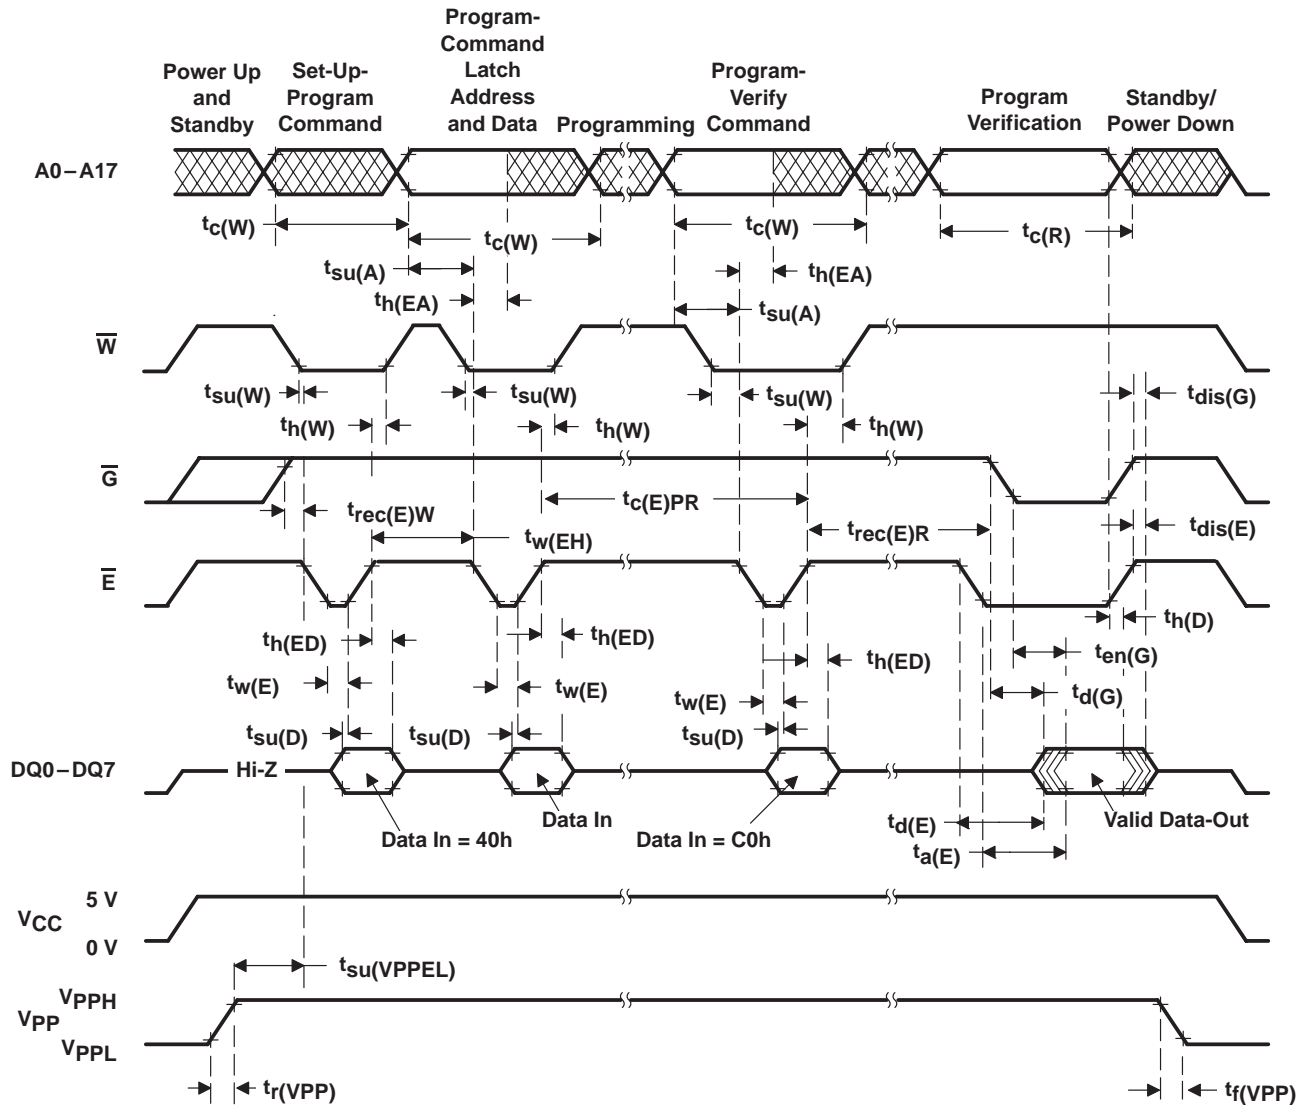 Power Up
and
Standby
Set-Up-
Program
Command
Program-
Command
Latch
Address
and Data
Programming
Program-
Verify
Command
Program
Verification
Standby/
Power Down
A0–A17
tc(W)
tc(W)
tc(W)
tc(R)
tsu(A)
th(EA)
th(EA)
tsu(A)
W
tsu(W)
tsu(W)
tsu(W)
tdis(G)
th(W)
th(W)
th(W)
G
trec(E)W
tc(E)PR
trec(E)R
tdis(E)
tw(EH)
E
th(ED)
th(ED)
th(ED)
th(D)
ten(G)
tw(E)
tw(E)
tw(E)
td(G)
tsu(D)
tsu(D)
tsu(D)
DQ0–DQ7
Hi-Z
Data In = 40h
Data In
Data In = C0h
td(E)
Valid Data-Out
ta(E)
5 V
VCC
0 V
tsu(VPPEL)
VPPH
VPP
VPPL
tr(VPP)
tf(VPP)